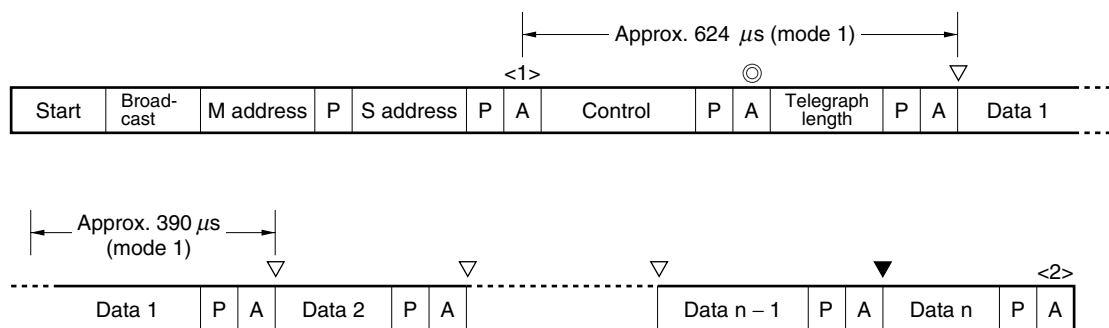 Approx. 624 μs (mode 1)
<1>
Start Broad-cast M address P S address P A Control P A Telegraph length P A Data 1
Approx. 390 μs
(mode 1)
<2>
Data 1 P A Data 2 P A Data n – 1 P A Data n P A